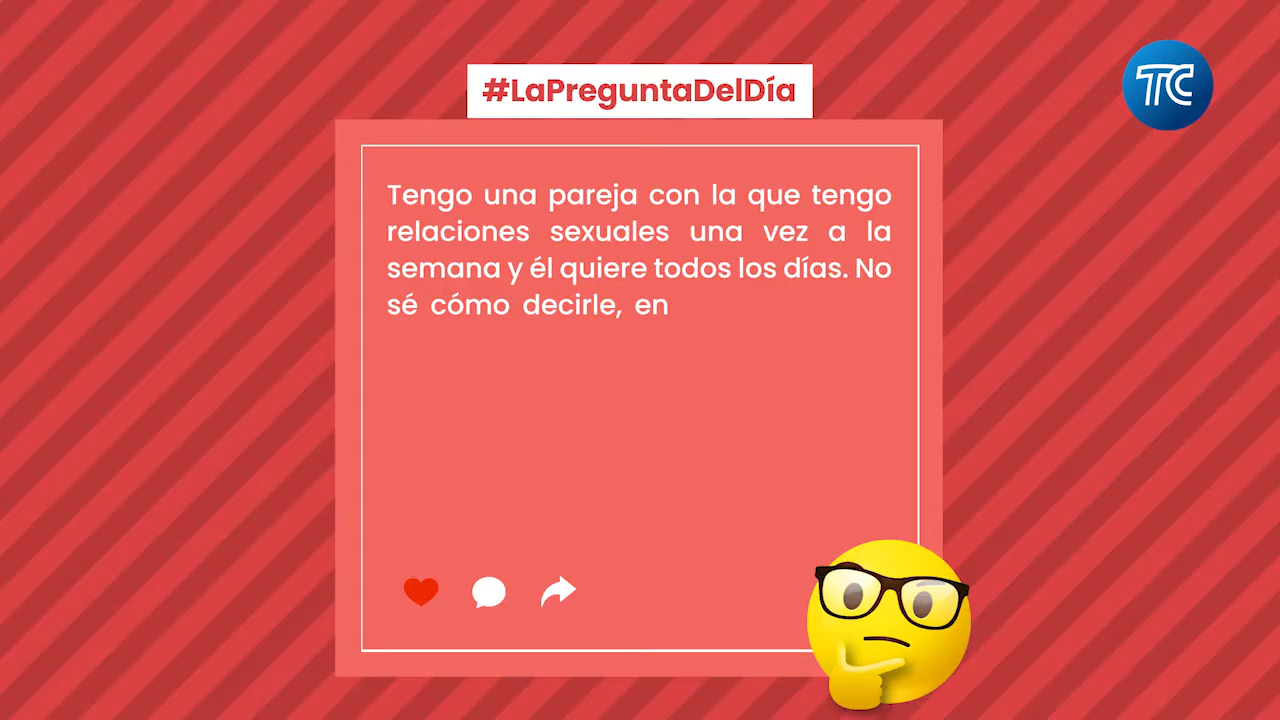 #LaPreguntaDelDía
TC
Tengo una pareja con la que tengo
relaciones sexuales una vez a la
semana y él quiere todos los días. No
sé cómo decirle, en